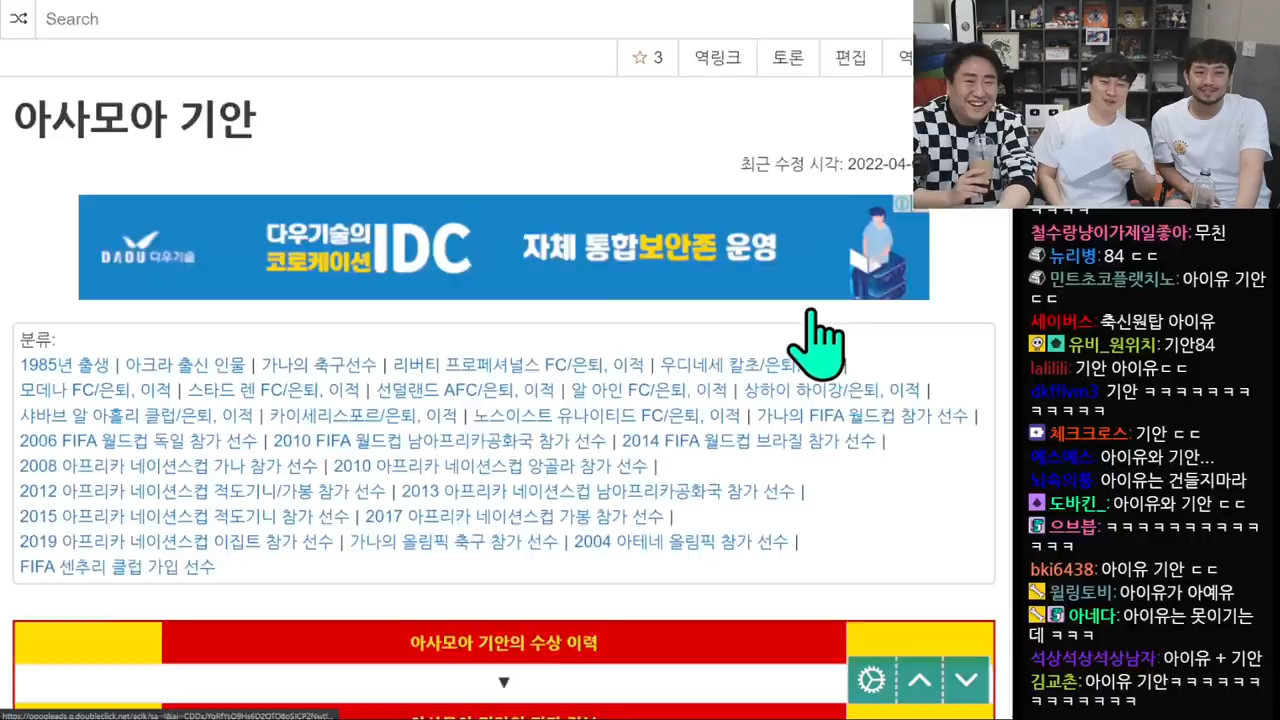 Search
☆ 3
역링크
토론
편집
역
아사모아 기안
최근 수정 시각: 2022-04-
DAOU 다우기술
다우기술의
코로케이션
IDC
자체 통합보안존 운영
분류:
1985년 출생 | 아크라 출신 인물 | 가나의 축구선수 | 리버티 프로페셔널스 FC/은퇴, 이적 | 우디네세 칼초/은퇴,
모데나 FC/은퇴, 이적 | 스타드 렌 FC/은퇴, 이적 | 선덜랜드 AFC/은퇴, 이적 | 알 아인 FC/은퇴, 이적 | 상하이 하이강/은퇴, 이적 |
샤바브 알 아흘리 클럽/은퇴, 이적 | 카이세리스포르/은퇴, 이적 | 노스이스트 유나이티드 FC/은퇴, 이적 | 가나의 FIFA 월드컵 참가 선수 |
2006 FIFA 월드컵 독일 참가 선수 | 2010 FIFA 월드컵 남아프리카공화국 참가 선수 | 2014 FIFA 월드컵 브라질 참가 선수 |
2008 아프리카 네이션스컵 가나 참가 선수 | 2010 아프리카 네이션스컵 앙골라 참가 선수 |
2012 아프리카 네이션스컵 적도기니/가봉 참가 선수 | 2013 아프리카 네이션스컵 남아프리카공화국 참가 선수 |
2015 아프리카 네이션스컵 적도기니 참가 선수 | 2017 아프리카 네이션스컵 가봉 참가 선수 |
2019 아프리카 네이션스컵 이집트 참가 선수 | 가나의 올림픽 축구 참가 선수 | 2004 아테네 올림픽 참가 선수 |
FIFA 센추리 클럽 가입 선수
아사모아 기안의 수상 이력
▼
철수랑냥이가제일좋아: 무친
뉴리병: 84 ㄷㄷ
민트초코플랫치노: 아이유 기안
ㄷㄷ
세이버스: 축신원탑 아이유
유비_원위치: 기안84
lalilili: 기안 아이유ㄷㄷ
dkfflvm3 기안 ㅋㅋㅋㅋㅋㅋㅋ
ㅋㅋㅋㅋㅋ
체크크로스: 기안 ㄷㄷ
예스예스: 아이유와 기안...
뇌속의톱 아이유는 건들지마라
도바킨_: 아이유와 기안 ㄷㄷ
으브븝: ㅋㅋㅋㅋㅋㅋㅋㅋㅋㅋ
ㅋㅋㅋ
bki6438: 아이유 기안 ㄷㄷ
윌링토비: 아이유가 아예유
아네다: 아이유는 못이기는
데 ㅋㅋㅋ
석상석상석상남자: 아이유 + 기안
김교촌: 아이유 기안ㅋㅋㅋㅋㅋㅋ
ㅋㅋㅋㅋㅋㅋㅋ